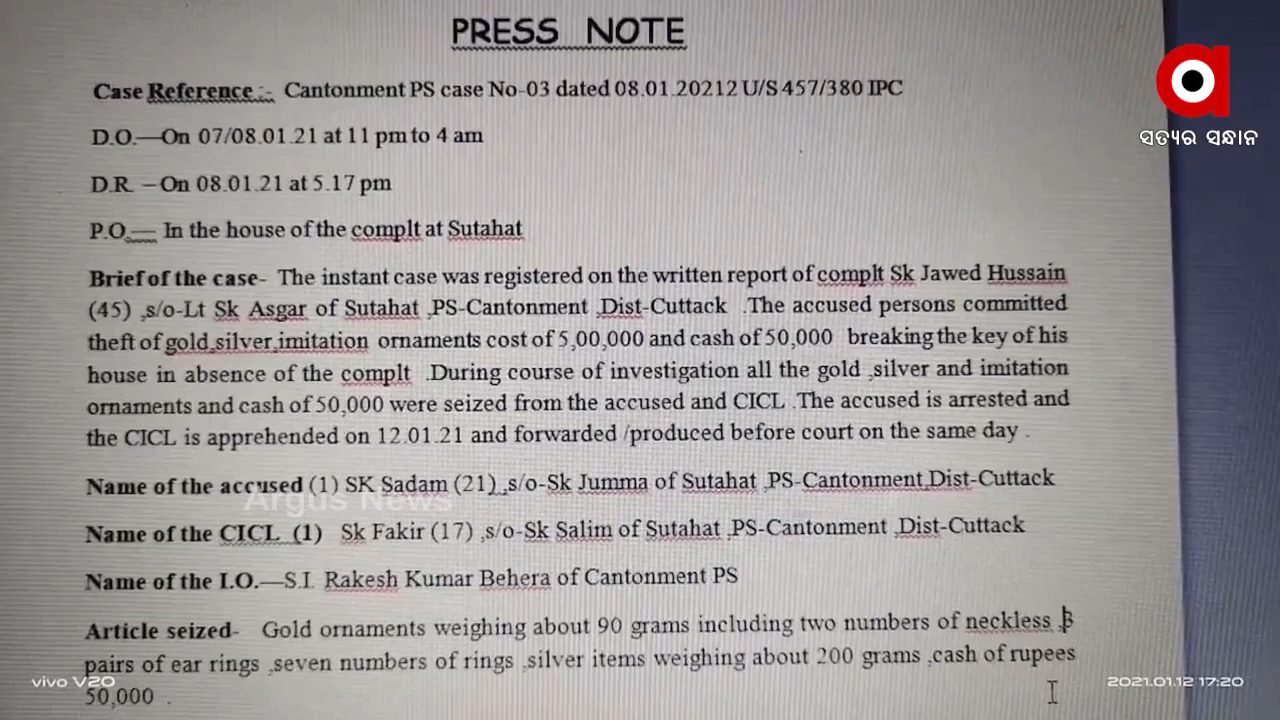 PRESS NOTE
Case Reference :- Cantonment PS case No-03 dated 08.01.20212 U/S 457/380 IPC
ସତ୍ୟର ସନ୍ଧାନ
D.O.—On 07/08.01.21 at 11 pm to 4 am
D.R. – On 08.01.21 at 5.17 pm
P.O.— In the house of the complt at Sutahat
Brief of the case- The instant case was registered on the written report of complt Sk Jawed Hussain
(45) ,s/o-Lt Sk Asgar of Sutahat ,PS-Cantonment ,Dist-Cuttack .The accused persons committed
theft of gold,silver,imitation ornaments cost of 5,00,000 and cash of 50,000 breaking the key of his
house in absence of the complt .During course of investigation all the gold ,silver and imitation
ornaments and cash of 50,000 were seized from the accused and CICL .The accused is arrested and
the CICL is apprehended on 12.01.21 and forwarded /produced before court on the same day .
Name of the accused (1) SK Sadam (21) ,s/o-Sk Jumma of Sutahat ,PS-Cantonment,Dist-Cuttack
Argus News
Name of the CICL (1) Sk Fakir (17) ,s/o-Sk Salim of Sutahat ,PS-Cantonment ,Dist-Cuttack
Name of the I.O.—S.I. Rakesh Kumar Behera of Cantonment PS
Article seized- Gold ornaments weighing about 90 grams including two numbers of neckless ,3
pairs of ear rings ,seven numbers of rings ,silver items weighing about 200 grams ,cash of rupees
50,000 .
vivo V20
2021.01.12 17:20